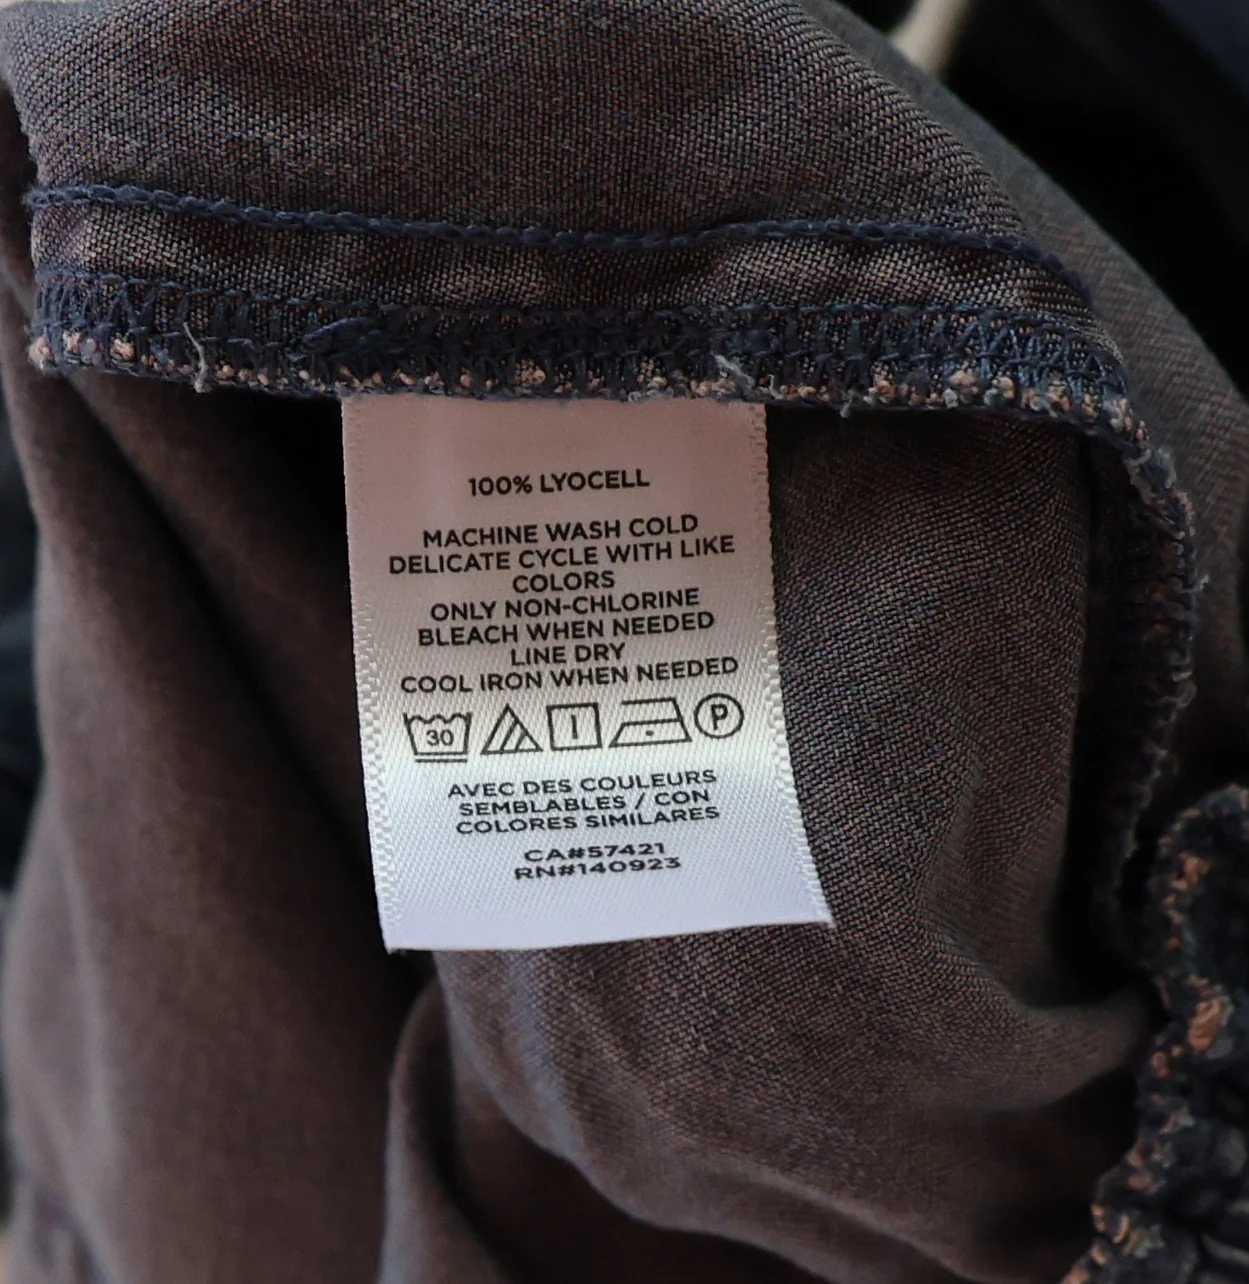 100% LYOCELL
MACHINE WASH COLD
DELICATE CYCLE WITH LIKE
COLORS
ONLY NON-CHLORINE
BLEACH WHEN NEEDED
LINE DRY
COOL IRON WHEN NEEDED
30 P
AVEC DES COULEURS
SEMBLABLES / CON
COLORES SIMILARES
CA#57421
RN#140923